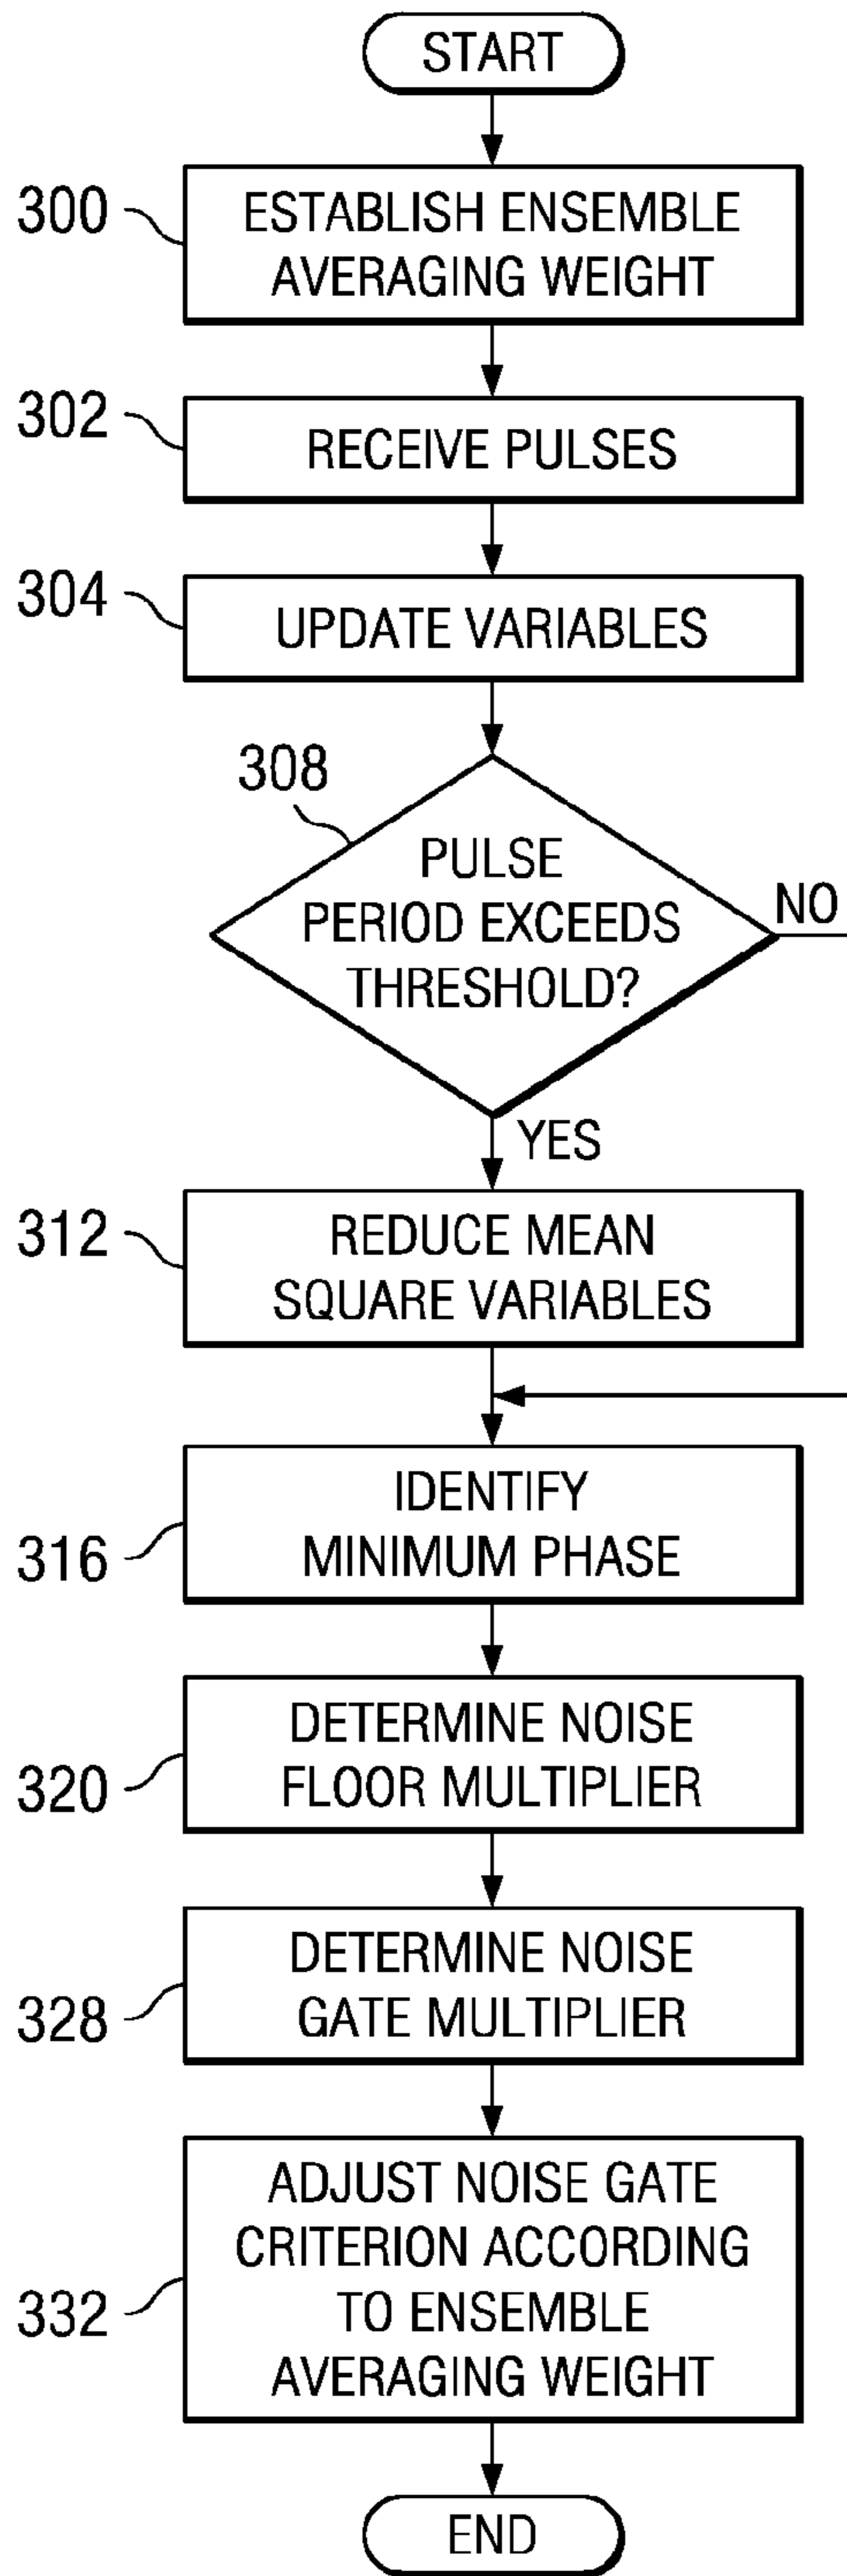 START
300
ESTABLISH ENSEMBLE
AVERAGING WEIGHT
302
RECEIVE PULSES
304
UPDATE VARIABLES
308
PULSE
PERIOD EXCEEDS
THRESHOLD?
NO
YES
312
REDUCE MEAN
SQUARE VARIABLES
316
IDENTIFY
MINIMUM PHASE
320
DETERMINE NOISE
FLOOR MULTIPLIER
328
DETERMINE NOISE
GATE MULTIPLIER
332
ADJUST NOISE GATE
CRITERION ACCORDING
TO ENSEMBLE
AVERAGING WEIGHT
END